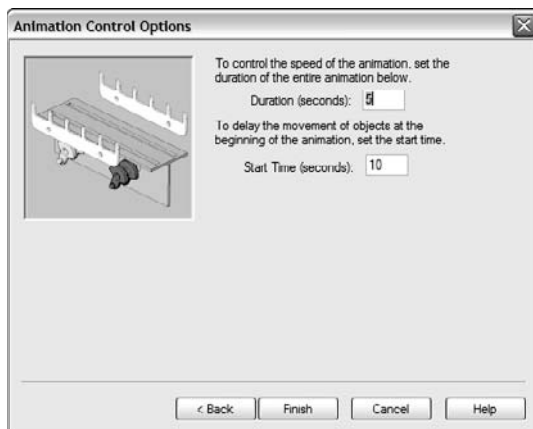 Animation Control Options
To control the speed of the animation, set the
duration of the entire animation below.
Duration (seconds): 5
To delay the movement of objects at the
beginning of the animation, set the start time.
Start Time (seconds): 10
< Back Finish Cancel Help